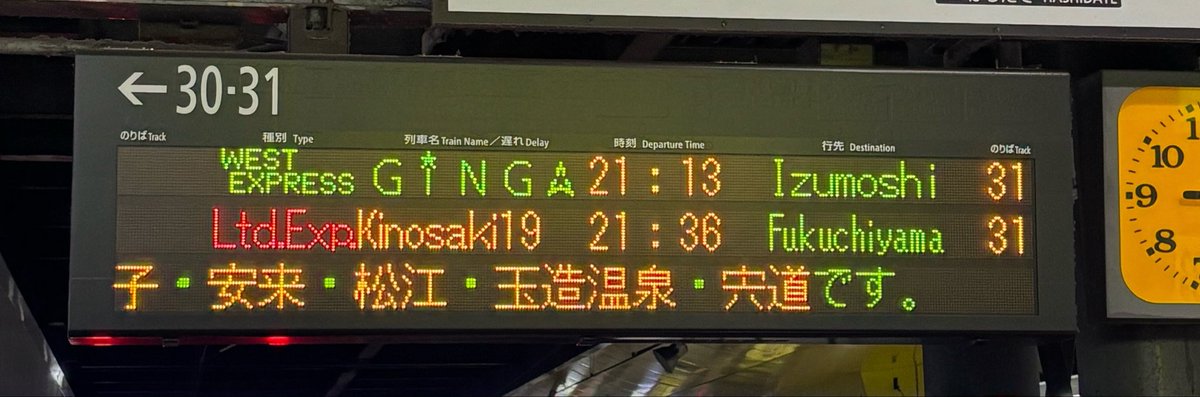 HASHIDATE
← 30·31
のりば Track 種別 Type 列車名 Train Name／遅れ Delay 時刻 Departure Time 行先 Destination のりば Track
WEST EXPRESS GiNGA 21:13 Izumoshi 31
Ltd.Exp. Kinosaki19 21:36 Fukuchiyama 31
子・安来・松江・玉造温泉・宍道です。
10
9
8